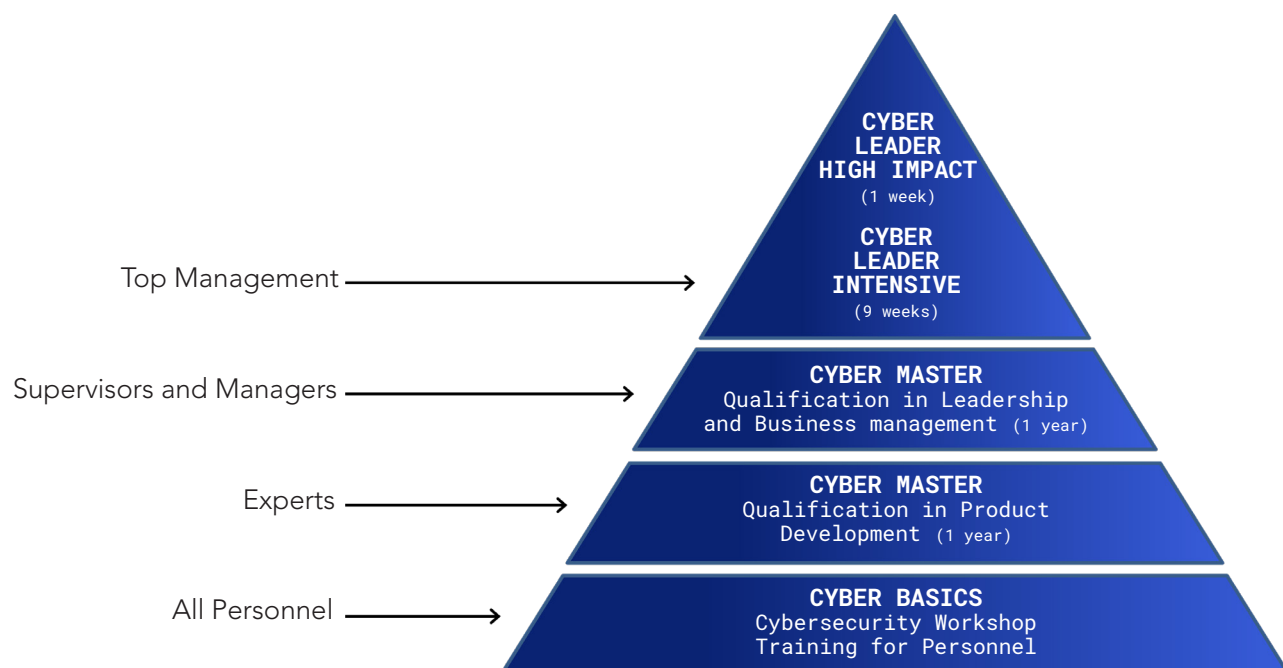 CYBER
LEADER
HIGH IMPACT
(1 week)
CYBER
LEADER
INTENSIVE
(9 weeks)
Top Management
CYBER MASTER
Qualification in Leadership
and Business management (1 year)
Supervisors and Managers
CYBER MASTER
Qualification in Product
Development (1 year)
Experts
CYBER BASICS
Cybersecurity Workshop
Training for Personnel
All Personnel